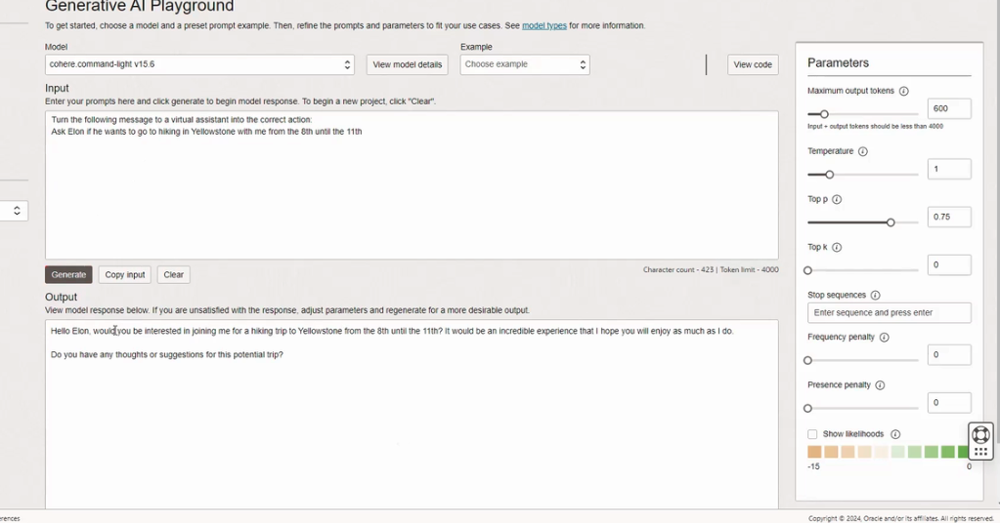 Generative AI Playground
To get started, choose a model and a preset prompt example. Then, refine the prompts and parameters to fit your use cases. See model types for more information.
Model
Example
cohere.command-light v15.6
View model details
Choose example
View code
Input
Enter your prompts here and click generate to begin model response. To begin a new project, click "Clear".
Turn the following message to a virtual assistant into the correct action:
Ask Elon if he wants to go to hiking in Yellowstone with me from the 8th until the 11th
Generate
Copy input
Clear
Character count - 423 | Token limit - 4000
Output
View model response below. If you are unsatisfied with the response, adjust parameters and regenerate for a more desirable output.
Hello Elon, would you be interested in joining me for a hiking trip to Yellowstone from the 8th until the 11th? It would be an incredible experience that I hope you will enjoy as much as I do.
Do you have any thoughts or suggestions for this potential trip?
Parameters
Maximum output tokens
600
Input + output tokens should be less than 4000
Temperature
1
Top p
0.75
Top k
0
Stop sequences
Enter sequence and press enter
Frequency penalty
0
Presence penalty
0
Show likelihoods
-15
0
Copyright © 2024, Oracle and/or its affiliates. All rights reserved.